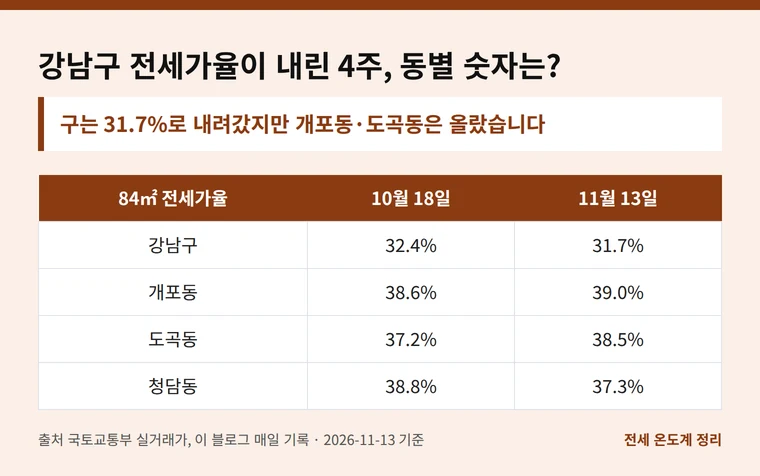 강남구 전세가율이 내린 4주, 동별 숫자는?
구는 31.7%로 내려갔지만 개포동·도곡동은 올랐습니다
84㎡ 전세가율 10월 18일 11월 13일
강남구 32.4% 31.7%
개포동 38.6% 39.0%
도곡동 37.2% 38.5%
청담동 38.8% 37.3%
출처 국토교통부 실거래가, 이 블로그 매일 기록 · 2026-11-13 기준
전세 온도계 정리